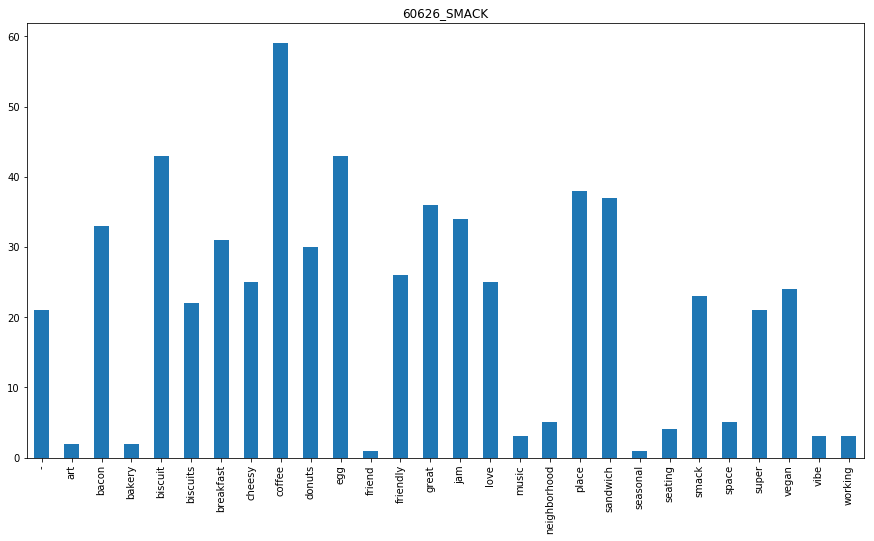 60626_SMACK
60
50
40
30
20
10
0
-
art
bacon
bakery
biscuit
biscuits
breakfast
cheesy
coffee
donuts
egg
friend
friendly
great
jam
love
music
neighborhood
place
sandwich
seasonal
seating
smack
space
super
vegan
vibe
working